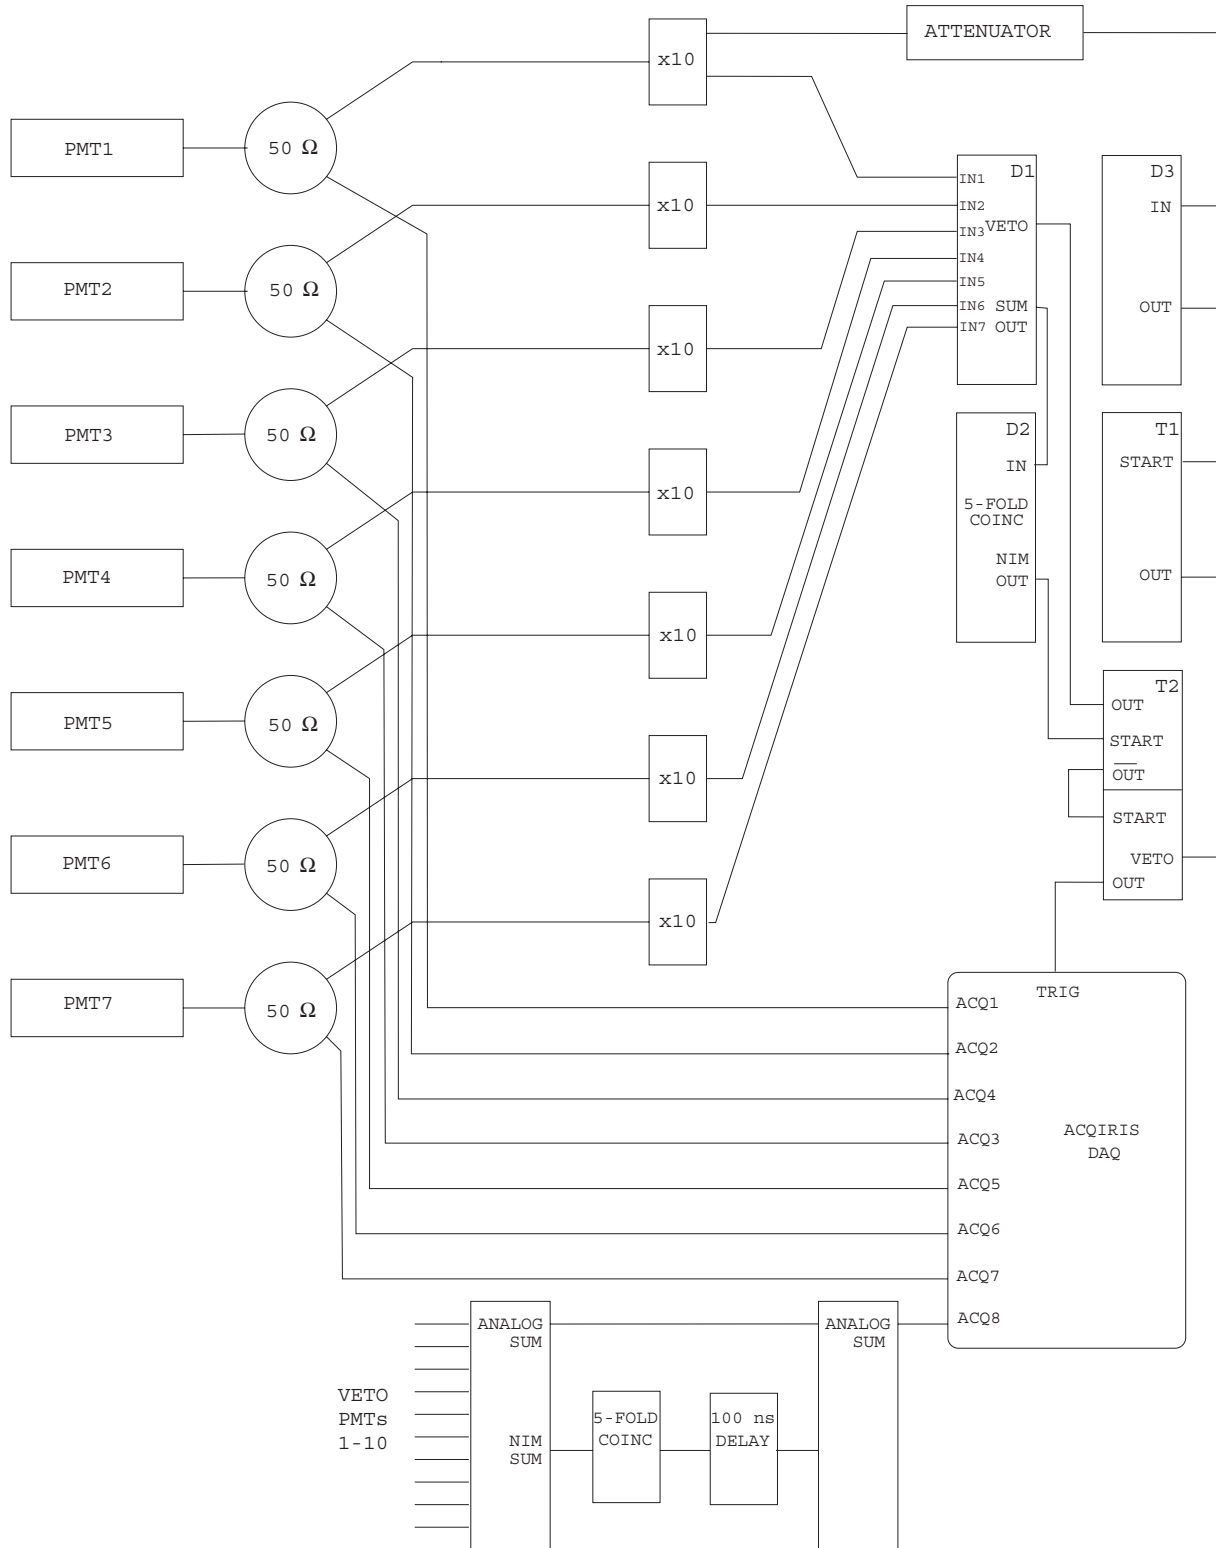 ATTENUATOR
x10
PMT1
50 Ω
IN1
D1
D3
PMT2
50 Ω
x10
IN2
IN
IN3
VETO
IN4
IN5
IN6
SUM
IN7
OUT
OUT
PMT3
50 Ω
x10
D2
IN
5-FOLD
COINC
NIM
OUT
T1
START
OUT
PMT4
50 Ω
x10
PMT5
50 Ω
x10
T2
OUT
START
OUT
START
VETO
OUT
PMT6
50 Ω
x10
PMT7
50 Ω
x10
TRIG
ACQ1
ACQ2
ACQ4
ACQ3
ACQ5
ACQ6
ACQ7
ACQ8
ACQIRIS
DAQ
VETO
PMTs
1-10
ANALOG
SUM
NIM
SUM
5-FOLD
COINC
100 ns
DELAY
ANALOG
SUM